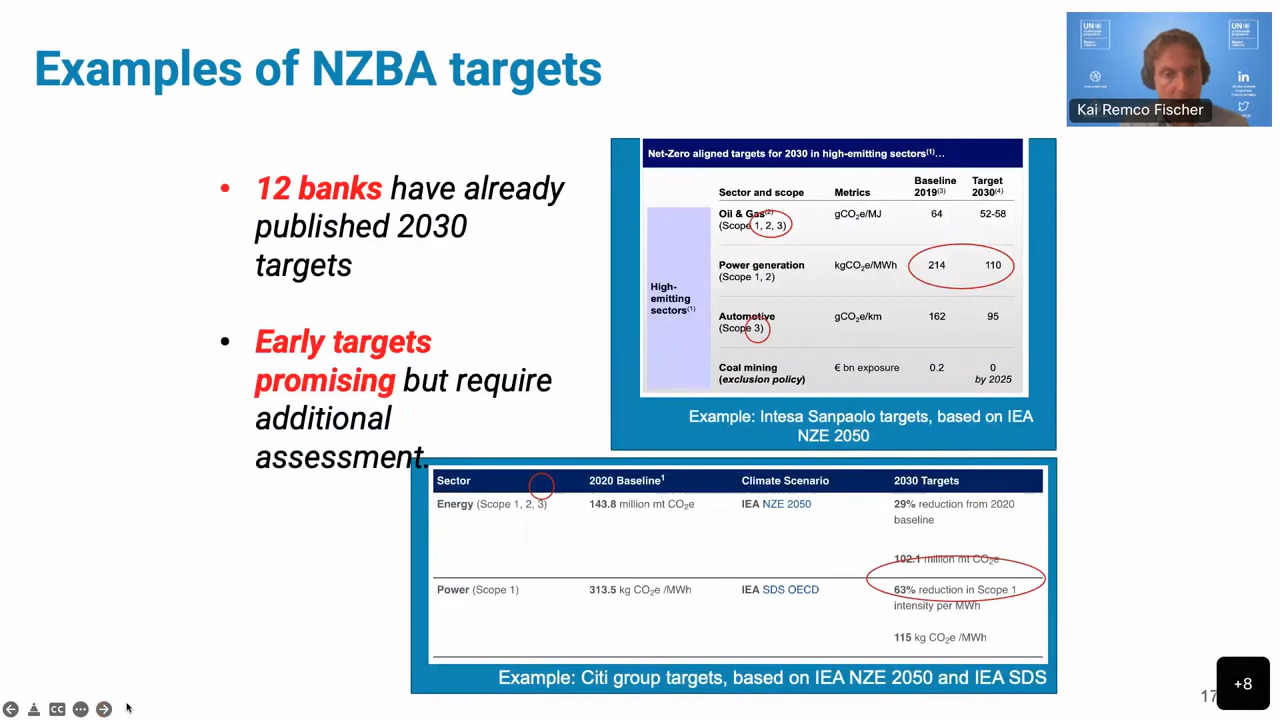 Examples of NZBA targets
UN
Kai Remco Fischer
• 12 banks have already
published 2030
targets
• Early targets
promising but require
additional
assessment.
Net-Zero aligned targets for 2030 in high-emitting sectors(1)…
Sector and scope Metrics Baseline 2019(3) Target 2030(4)
High-emitting sectors(1)
Oil & Gas(2) gCO2e/MJ 64 52-58
(Scope 1, 2, 3)
Power generation kgCO2e/MWh 214 110
(Scope 1, 2)
Automotive gCO2e/km 162 95
(Scope 3)
Coal mining € bn exposure 0.2 0
(exclusion policy) by 2025
Example: Intesa Sanpaolo targets, based on IEA
NZE 2050
Sector 2020 Baseline1 Climate Scenario 2030 Targets
Energy (Scope 1, 2, 3) 143.8 million mt CO2e IEA NZE 2050 29% reduction from 2020
baseline
102.1 million mt CO2e
Power (Scope 1) 313.5 kg CO2e /MWh IEA SDS OECD 63% reduction in Scope 1
intensity per MWh
115 kg CO2e /MWh
Example: Citi group targets, based on IEA NZE 2050 and IEA SDS
CC
17
+8